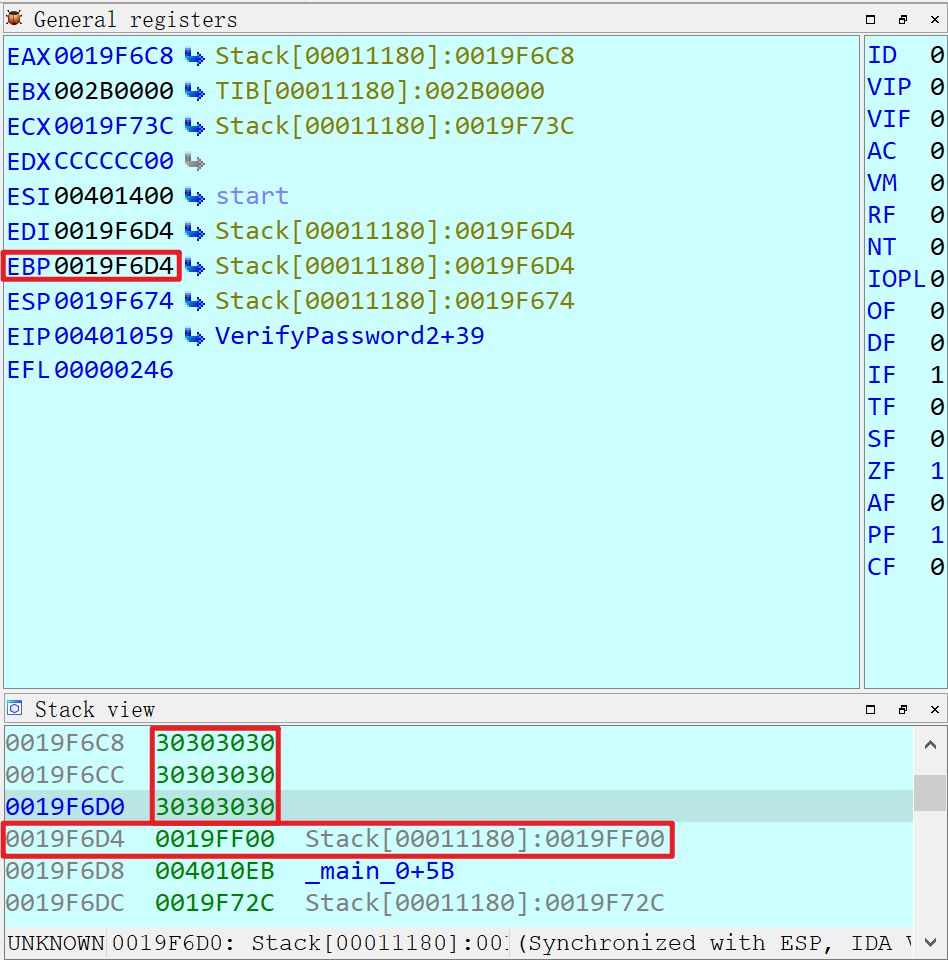 General registers
EAX 0019F6C8 Stack[00011180]:0019F6C8
EBX 002B0000 TIB[00011180]:002B0000
ECX 0019F73C Stack[00011180]:0019F73C
EDX CCCCCC00
ESI 00401400 start
EDI 0019F6D4 Stack[00011180]:0019F6D4
EBP 0019F6D4 Stack[00011180]:0019F6D4
ESP 0019F674 Stack[00011180]:0019F674
EIP 00401059 VerifyPassword2+39
EFL 00000246
ID 0
VIP 0
VIF 0
AC 0
VM 0
RF 0
NT 0
IOPL 0
OF 0
DF 0
IF 1
TF 0
SF 0
ZF 1
AF 0
PF 1
CF 0
Stack view
0019F6C8 30303030
0019F6CC 30303030
0019F6D0 30303030
0019F6D4 0019FF00 Stack[00011180]:0019FF00
0019F6D8 004010EB _main_0+5B
0019F6DC 0019F72C Stack[00011180]:0019F72C
UNKNOWN 0019F6D0: Stack[00011180]:00 (Synchronized with ESP, IDA